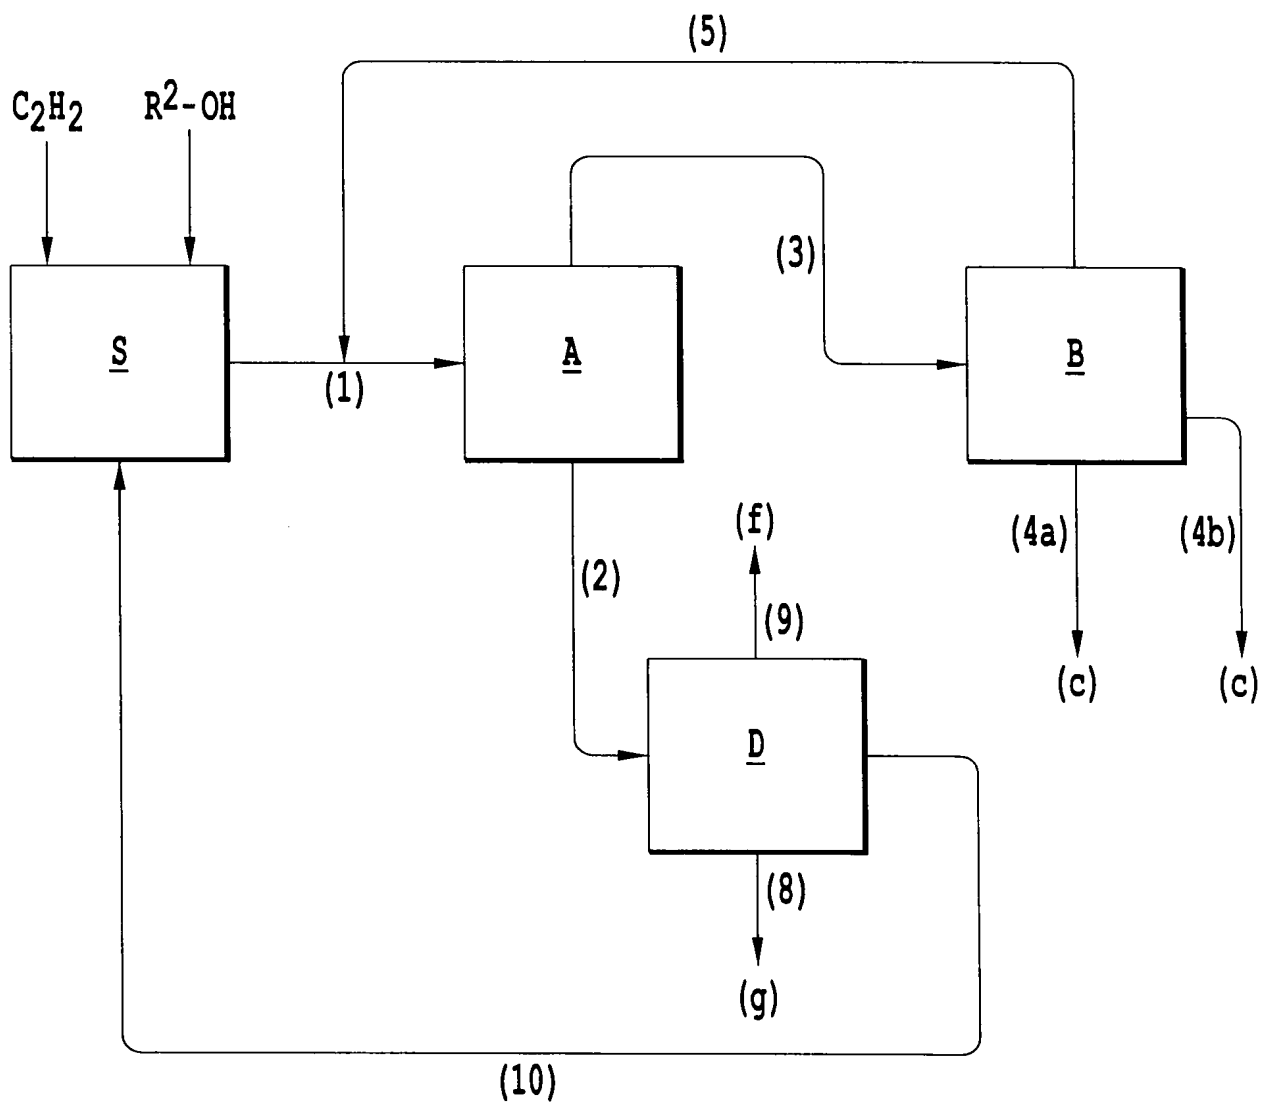 (5)
C2H2
R2-OH
(3)
S
A
B
(1)
(4a)
(4b)
(f)
(2)
(9)
(c)
(c)
D
(8)
(g)
(10)